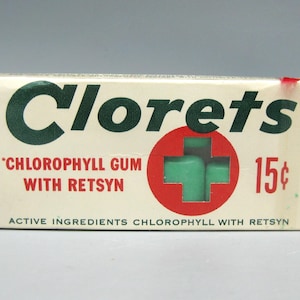 Clorets
*CHLOROPHYLL GUM
WITH RETSYN
15¢
ACTIVE INGREDIENTS CHLOROPHYLL WITH RETSYN